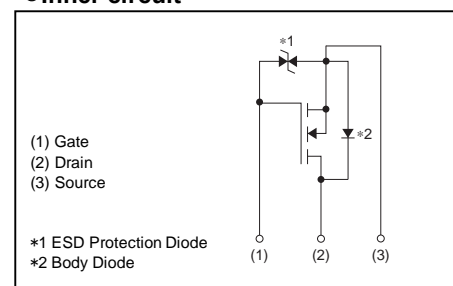 Inner circuit
*1
*2
(1) Gate
(2) Drain
(3) Source
*1 ESD Protection Diode
*2 Body Diode
(1) (2) (3)